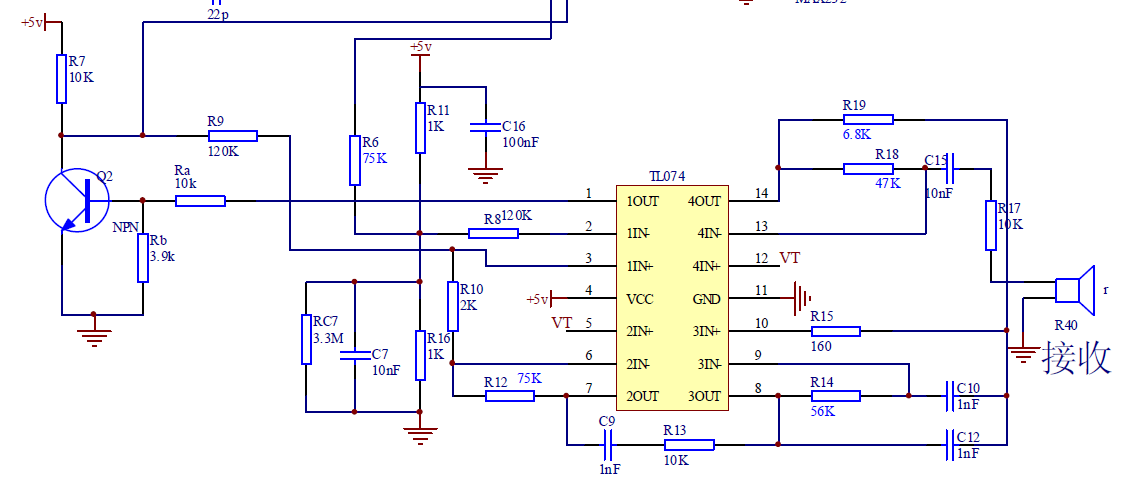 MAX232
22p
+5v
R7
10K
+5v
R11
1K
C16
100nF
R9
120K
R6
75K
Q2
NPN
Ra
10k
Rb
3.9k
R8
120K
R19
6.8K
R18
47K
C15
10nF
R17
10K
TL074
1 1OUT 4OUT 14
2 1IN- 4IN- 13
3 1IN+ 4IN+ 12 VT
+5v 4 VCC GND 11
VT 5 2IN+ 3IN+ 10
6 2IN- 3IN- 9
7 2OUT 3OUT 8
R10
2K
RC7
3.3M
C7
10nF
R16
1K
R12
75K
R15
160
r
R40
接收
R14
56K
C10
1nF
C9
1nF
R13
10K
C12
1nF